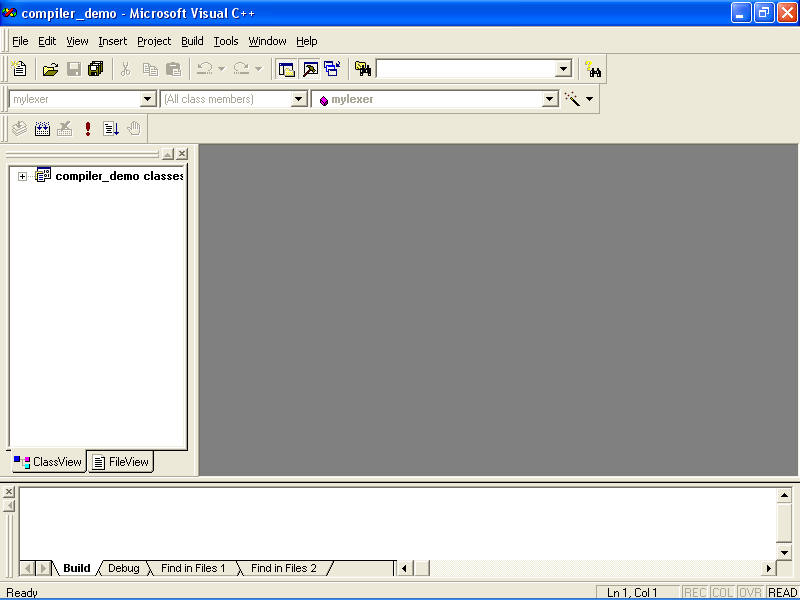 compiler_demo - Microsoft Visual C++
File Edit View Insert Project Build Tools Window Help
mylexer (All class members) mylexer
compiler_demo classes
ClassView FileView
Build Debug Find in Files 1 Find in Files 2
Ready Ln 1, Col 1 REC COL OVR READ